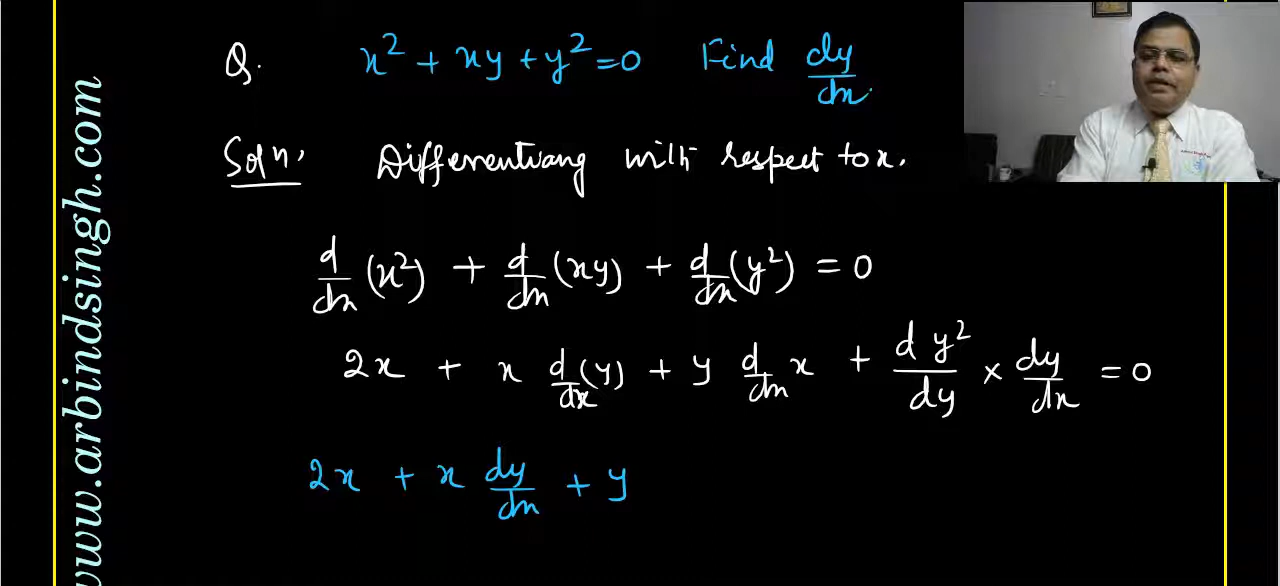 Q. x² + xy + y² = 0 Find dy/dx
Soln. Differentiang with respect to x.
d/dx (x²) + d/dx (xy) + d/dx (y²) = 0
2x + x d/dx (y) + y d/dx x + d y²/dy × dy/dx = 0
2x + x dy/dx + y
www.arbindsingh.com